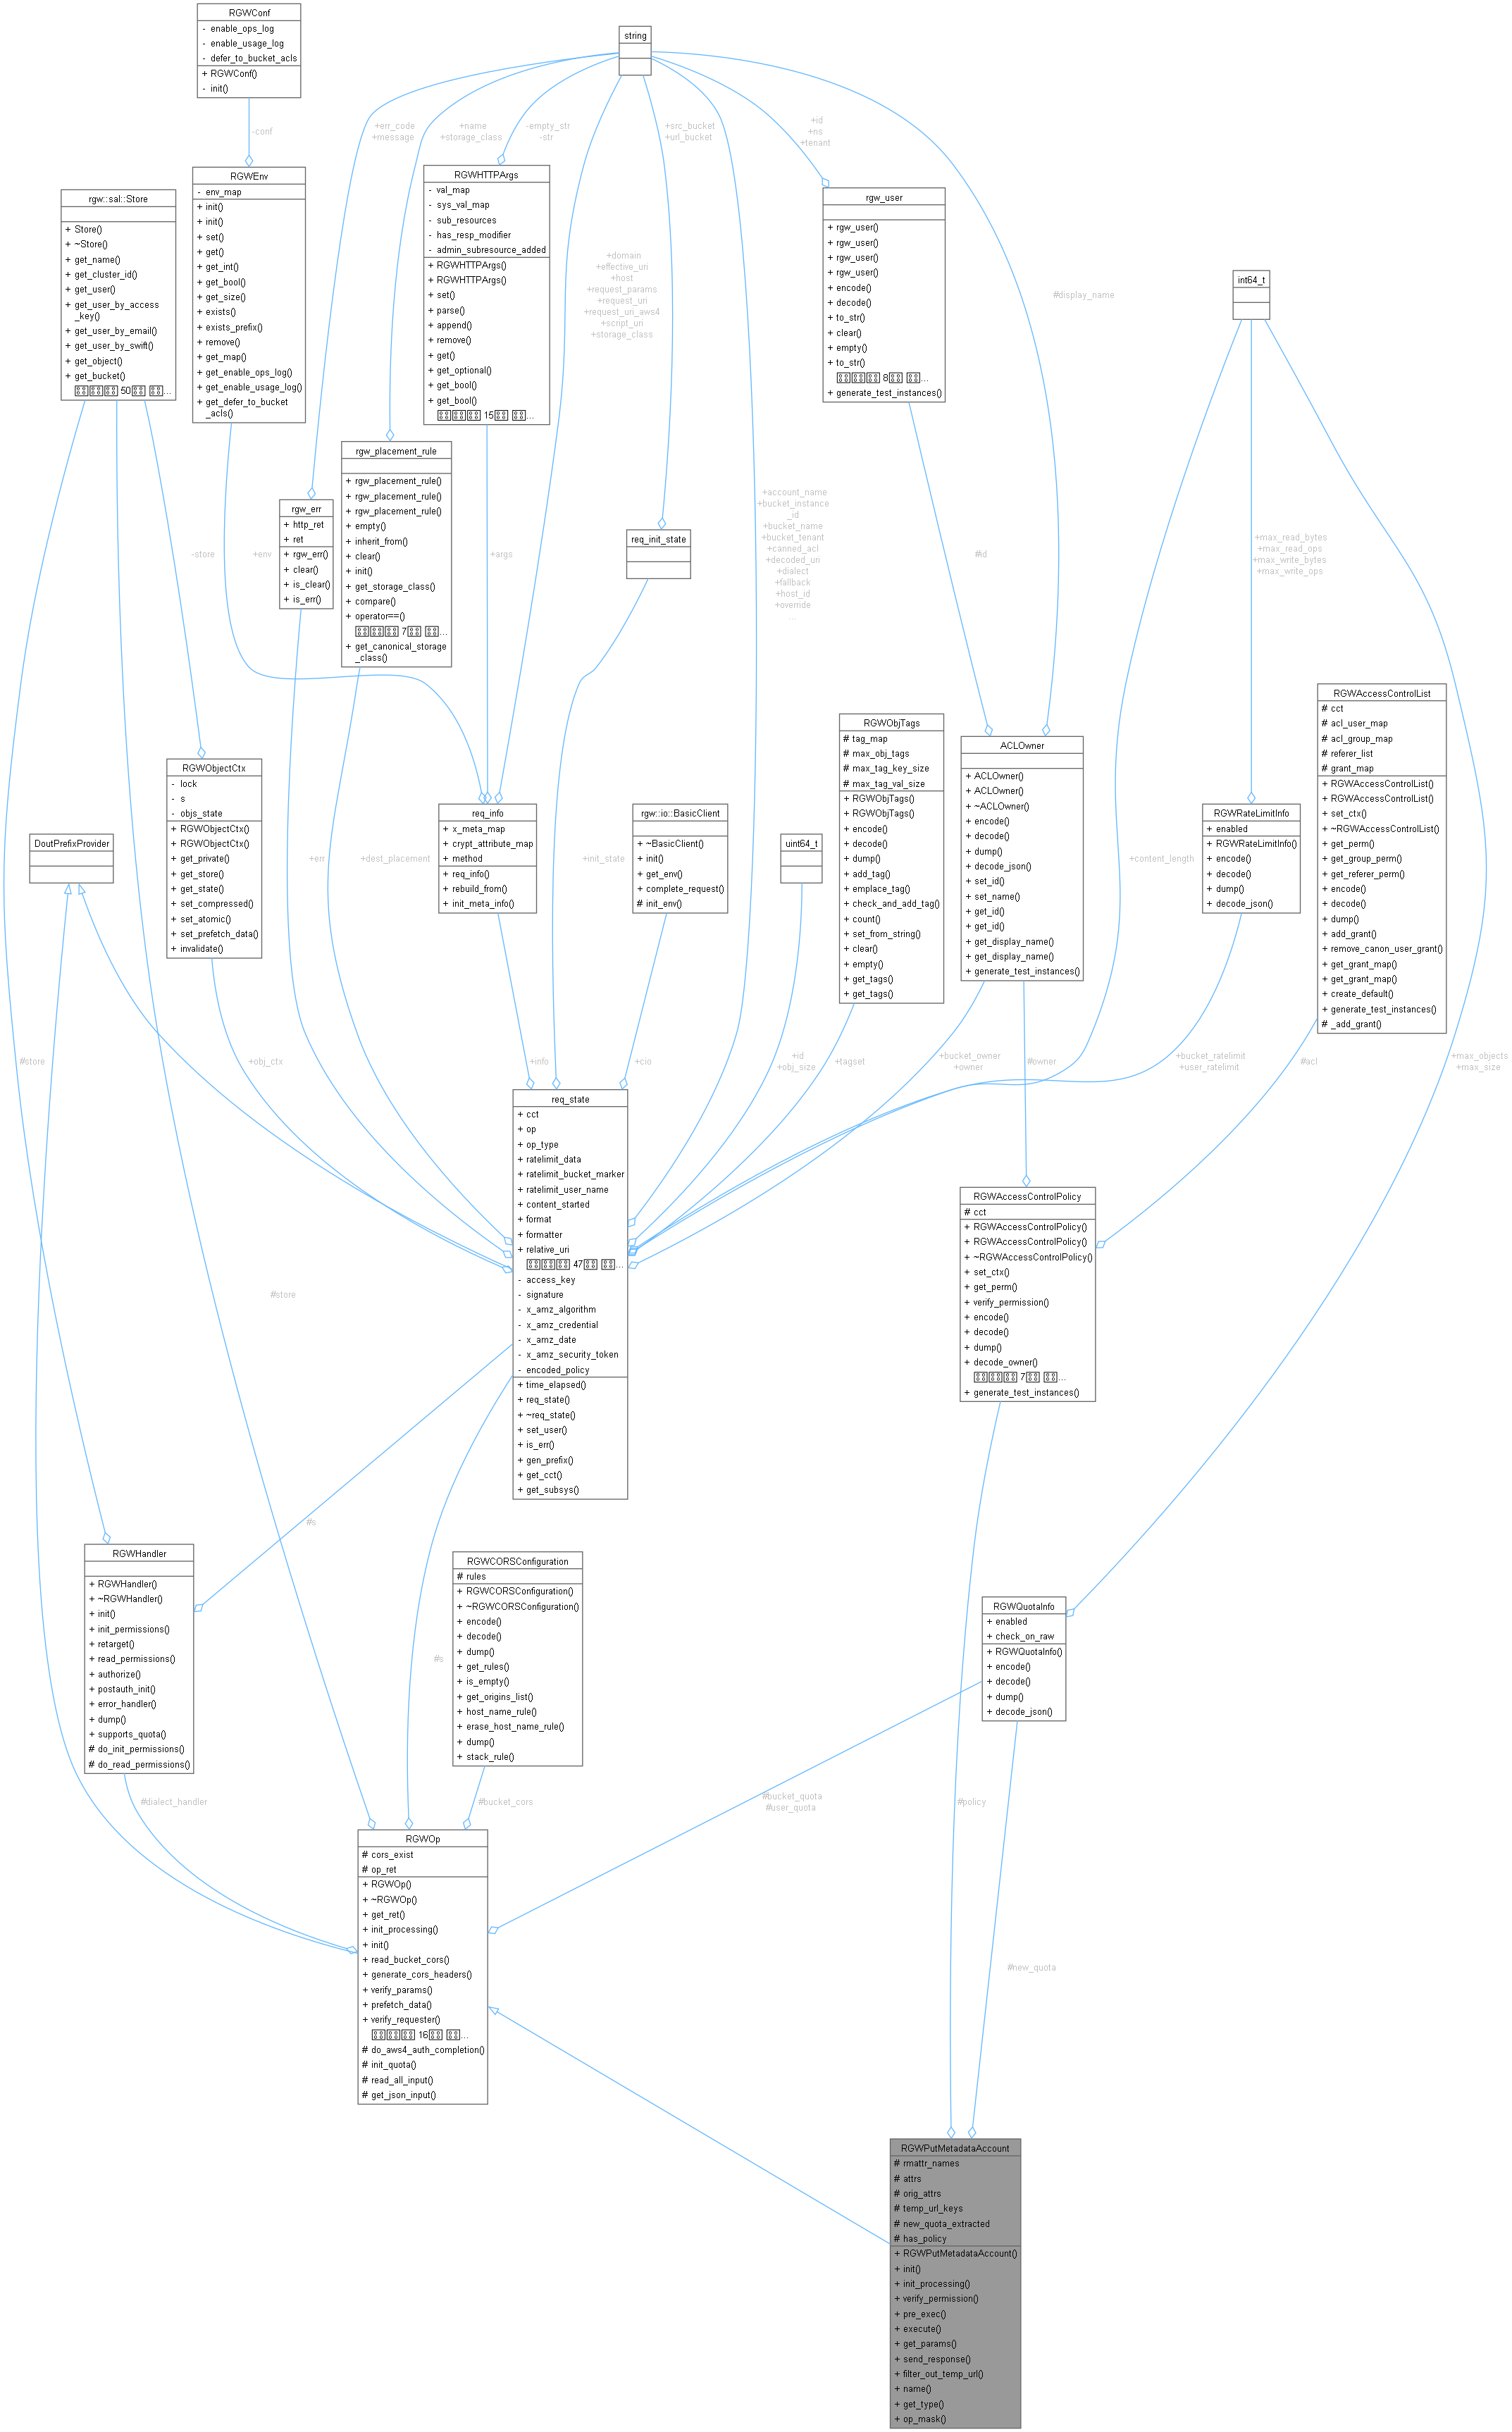 RGWConf
- enable_ops_log
- enable_usage_log
- defer_to_bucket_acls
+ RGWConf()
- init()
string
-conf
+err_code
+message
+name
+storage_class
-empty_str
-str
+src_bucket
+url_bucket
+id
+ns
+tenant
rgw::sal::Store
+ Store()
+ ~Store()
+ get_name()
+ get_cluster_id()
+ get_user()
+ get_user_by_access
_key()
+ get_user_by_email()
+ get_user_by_swift()
+ get_object()
+ get_bucket()
50
RGWEnv
- env_map
+ init()
+ init()
+ set()
+ get()
+ get_int()
+ get_bool()
+ get_size()
+ exists()
+ exists_prefix()
+ remove()
+ get_map()
+ get_enable_ops_log()
+ get_enable_usage_log()
+ get_defer_to_bucket
_acls()
RGWHTTPArgs
- val_map
- sys_val_map
- sub_resources
- has_resp_modifier
- admin_subresource_added
+ RGWHTTPArgs()
+ RGWHTTPArgs()
+ set()
+ parse()
+ append()
+ remove()
+ get()
+ get_optional()
+ get_bool()
+ get_bool()
15
rgw_user
+ rgw_user()
+ rgw_user()
+ rgw_user()
+ rgw_user()
+ encode()
+ decode()
+ to_str()
+ clear()
+ empty()
+ to_str()
8
+ generate_test_instances()
+domain
+effective_uri
+host
+request_params
+request_uri
+request_uri_aws4
+script_uri
+storage_class
#display_name
int64_t
rgw_placement_rule
+ rgw_placement_rule()
+ rgw_placement_rule()
+ rgw_placement_rule()
+ empty()
+ inherit_from()
+ clear()
+ init()
+ get_storage_class()
+ compare()
+ operator==()
7
+ get_canonical_storage
_class()
rgw_err
+ http_ret
+ ret
+ rgw_err()
+ clear()
+ is_clear()
+ is_err()
req_init_state
-store
+env
+args
+account_name
+bucket_instance
_id
+bucket_name
+bucket_tenant
+canned_acl
+decoded_uri
+dialect
+fallback
+host_id
+override
...
#id
+max_read_bytes
+max_read_ops
+max_write_bytes
+max_write_ops
RGWAccessControlList
# cct
# acl_user_map
# acl_group_map
# referer_list
# grant_map
+ RGWAccessControlList()
+ RGWAccessControlList()
+ set_ctx()
+ ~RGWAccessControlList()
+ get_perm()
+ get_group_perm()
+ get_referer_perm()
+ encode()
+ decode()
+ dump()
+ add_grant()
+ remove_canon_user_grant()
+ get_grant_map()
+ get_grant_map()
+ create_default()
+ generate_test_instances()
# _add_grant()
RGWObjTags
# tag_map
# max_obj_tags
# max_tag_key_size
# max_tag_val_size
+ RGWObjTags()
+ RGWObjTags()
+ encode()
+ decode()
+ dump()
+ add_tag()
+ emplace_tag()
+ check_and_add_tag()
+ count()
+ set_from_string()
+ clear()
+ empty()
+ get_tags()
+ get_tags()
ACLOwner
+ ACLOwner()
+ ACLOwner()
+ ~ACLOwner()
+ encode()
+ decode()
+ dump()
+ decode_json()
+ set_id()
+ set_name()
+ get_id()
+ get_id()
+ get_display_name()
+ get_display_name()
+ generate_test_instances()
RGWObjectCtx
- lock
- s
- objs_state
+ RGWObjectCtx()
+ RGWObjectCtx()
+ get_private()
+ get_store()
+ get_state()
+ set_compressed()
+ set_atomic()
+ set_prefetch_data()
+ invalidate()
req_info
+ x_meta_map
+ crypt_attribute_map
+ method
+ req_info()
+ rebuild_from()
+ init_meta_info()
rgw::io::BasicClient
+ ~BasicClient()
+ init()
+ get_env()
+ complete_request()
# init_env()
RGWRateLimitInfo
+ enabled
+ RGWRateLimitInfo()
+ encode()
+ decode()
+ dump()
+ decode_json()
DoutPrefixProvider
uint64_t
+err
+dest_placement
+init_state
+content_length
#store
+obj_ctx
+info
+cio
+id
+obj_size
+tagset
+bucket_owner
+owner
#owner
+bucket_ratelimit
+user_ratelimit
#acl
+max_objects
+max_size
req_state
+ cct
+ op
+ op_type
+ ratelimit_data
+ ratelimit_bucket_marker
+ ratelimit_user_name
+ content_started
+ format
+ formatter
+ relative_uri
47
- access_key
- signature
- x_amz_algorithm
- x_amz_credential
- x_amz_date
- x_amz_security_token
- encoded_policy
+ time_elapsed()
+ req_state()
+ ~req_state()
+ set_user()
+ is_err()
+ gen_prefix()
+ get_cct()
+ get_subsys()
RGWAccessControlPolicy
# cct
+ RGWAccessControlPolicy()
+ RGWAccessControlPolicy()
+ ~RGWAccessControlPolicy()
+ set_ctx()
+ get_perm()
+ verify_permission()
+ encode()
+ decode()
+ dump()
+ decode_owner()
7
+ generate_test_instances()
#store
#s
RGWHandler
+ RGWHandler()
+ ~RGWHandler()
+ init()
+ init_permissions()
+ retarget()
+ read_permissions()
+ authorize()
+ postauth_init()
+ error_handler()
+ dump()
+ supports_quota()
# do_init_permissions()
# do_read_permissions()
RGWCORSConfiguration
# rules
+ RGWCORSConfiguration()
+ ~RGWCORSConfiguration()
+ encode()
+ decode()
+ dump()
+ get_rules()
+ is_empty()
+ get_origins_list()
+ host_name_rule()
+ erase_host_name_rule()
+ dump()
+ stack_rule()
RGWQuotaInfo
+ enabled
+ check_on_raw
+ RGWQuotaInfo()
+ encode()
+ decode()
+ dump()
+ decode_json()
#s
#dialect_handler
#bucket_cors
#bucket_quota
#user_quota
#policy
RGWOp
# cors_exist
# op_ret
+ RGWOp()
+ ~RGWOp()
+ get_ret()
+ init_processing()
+ init()
+ read_bucket_cors()
+ generate_cors_headers()
+ verify_params()
+ prefetch_data()
+ verify_requester()
16
# do_aws4_auth_completion()
# init_quota()
# read_all_input()
# get_json_input()
#new_quota
RGWPutMetadataAccount
# rmattr_names
# attrs
# orig_attrs
# temp_url_keys
# new_quota_extracted
# has_policy
+ RGWPutMetadataAccount()
+ init()
+ init_processing()
+ verify_permission()
+ pre_exec()
+ execute()
+ get_params()
+ send_response()
+ filter_out_temp_url()
+ name()
+ get_type()
+ op_mask()